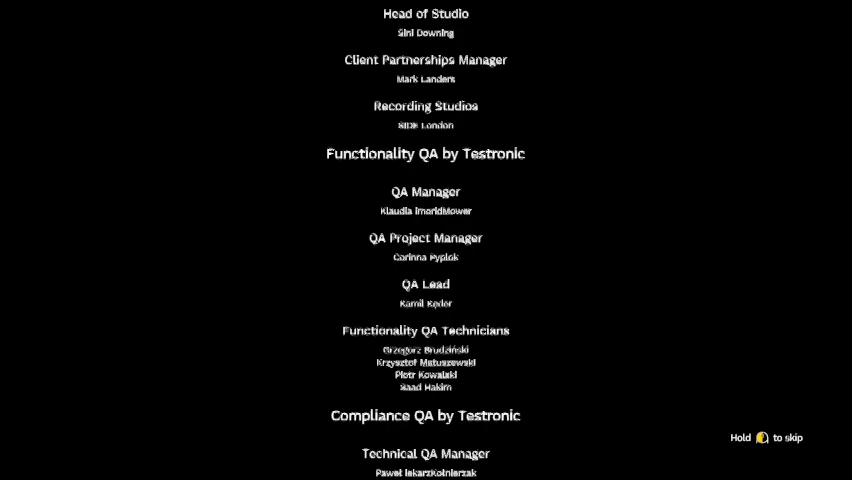 Head of Studio
Sini Downing
Client Partnerships Manager
Mark Landers
Recording Studios
SIDE London
Functionality QA by Testronic
QA Manager
Klaudia
QA Project Manager
Corinna Pyplok
QA Lead
Kamil Kęder
Functionality QA Technicians
Grzegorz Brudziński
Krzysztof Matuszewski
Piotr Kowalski
Saad Hakim
Compliance QA by Testronic
Technical QA Manager
Paweł
Hold to skip